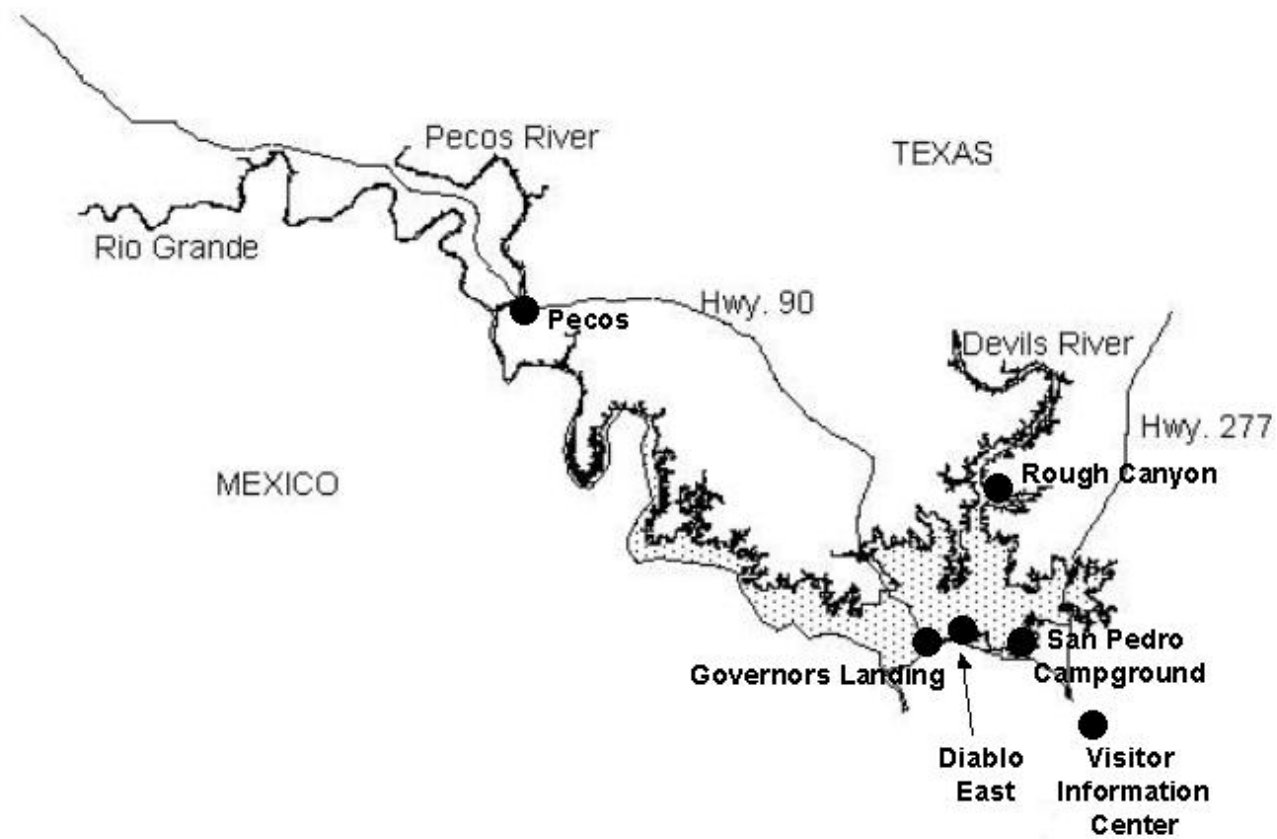 Pecos River
TEXAS
Rio Grande
Hwy. 90
Pecos
Devils River
Hwy. 277
MEXICO
Rough Canyon
San Pedro
Campground
Governors Landing
Diablo
East
Visitor
Information
Center